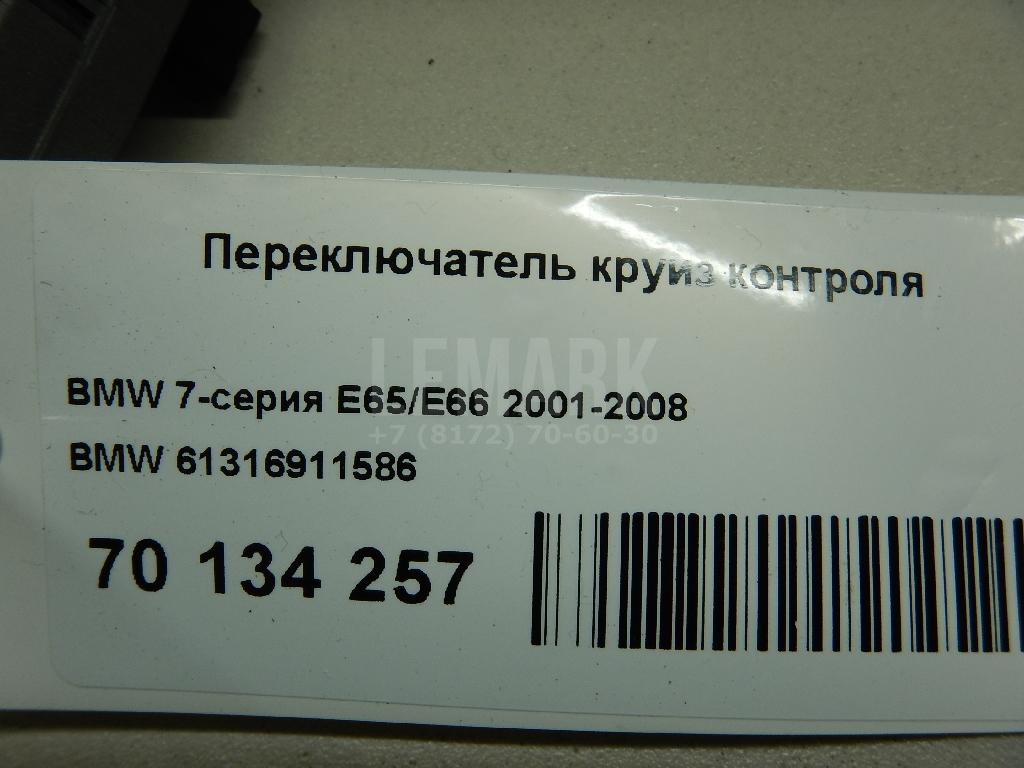 Переключатель круиз контроля
LEMARK
BMW 7-серия E65/E66 2001-2008
+7 (8172) 70-60-30
BMW 61316911586
70 134 257